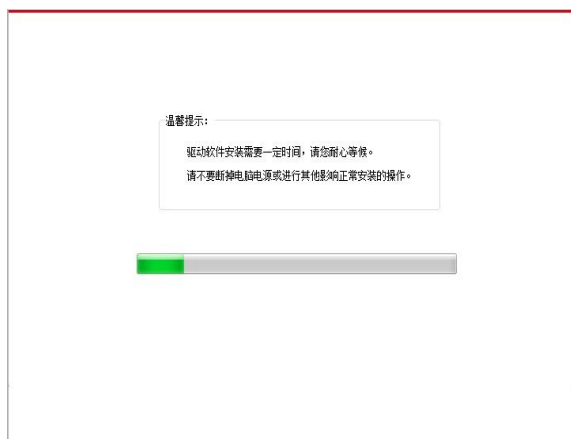 温馨提示:
驱动软件安装需要一定时间，请您耐心等候。
请不要断掉电脑电源或进行其他影响正常安装的操作。